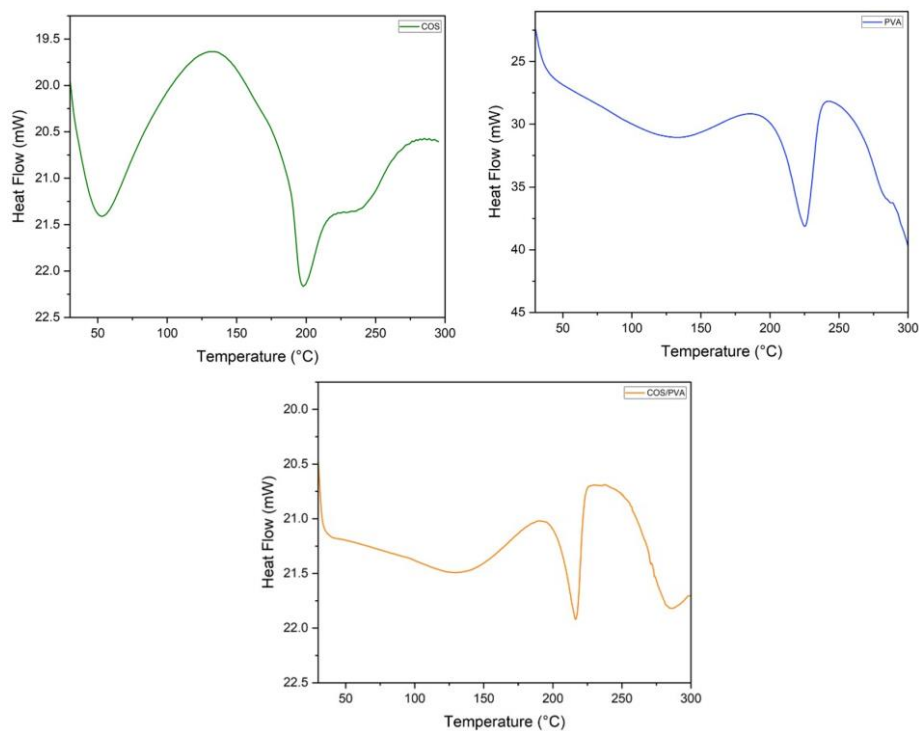 COS
19.5
20.0
20.5
21.0
21.5
22.0
22.5
Heat Flow (mW)
50 100 150 200 250 300
Temperature (°C)
PVA
25
30
35
40
45
Heat Flow (mW)
50 100 150 200 250 300
Temperature (°C)
COS/PVA
20.0
20.5
21.0
21.5
22.0
22.5
Heat Flow (mW)
50 100 150 200 250 300
Temperature (°C)